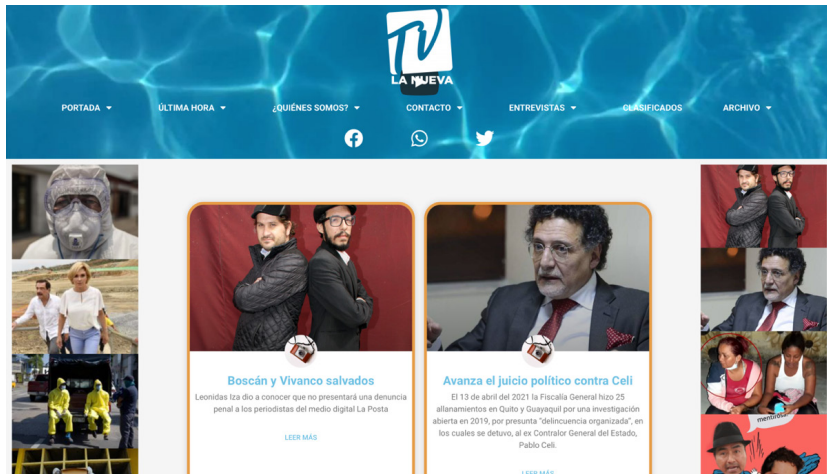 TV
LA NUEVA
PORTADA
ÚLTIMA HORA
¿QUIÉNES SOMOS?
CONTACTO
ENTREVISTAS
CLASIFICADOS
ARCHIVO
Boscán y Vivanco salvados
Leonidas Iza dio a conocer que no presentará una denuncia
penal a los periodistas del medio digital La Posta
LEER MÁS
Avanza el juicio político contra Celi
El 13 de abril del 2021 la Fiscalía General hizo 25
allanamientos en Quito y Guayaquil por una investigación
abierta en 2019, por presunta "delincuencia organizada", en
los cuales se detuvo, al ex Contralor General del Estado,
Pablo Celi.
LEER MÁS